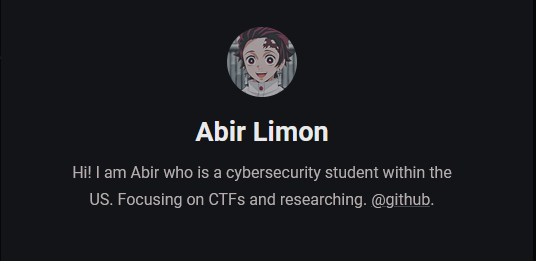 Abir Limon
Hi! I am Abir who is a cybersecurity student within the
US. Focusing on CTFs and researching. @github.